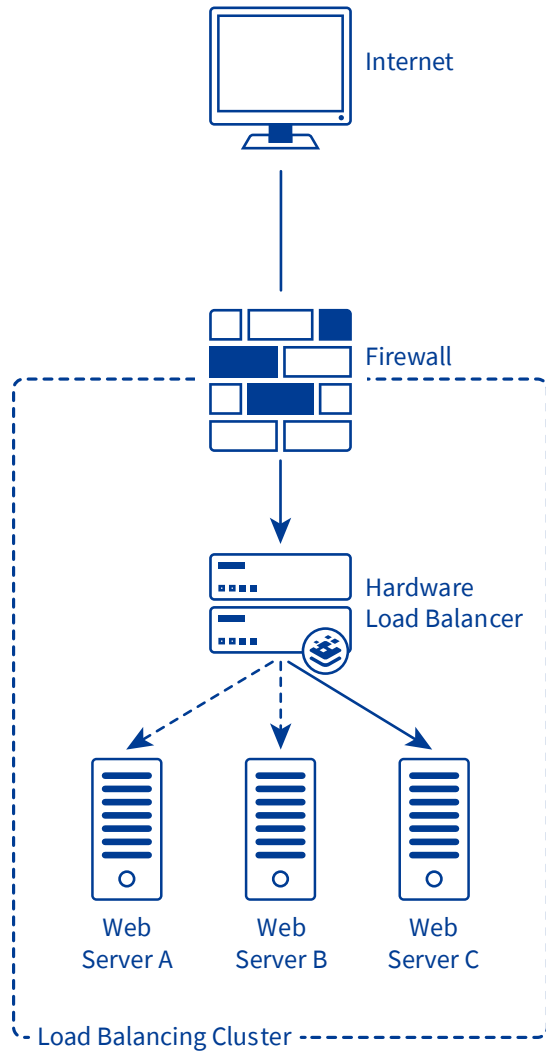 Internet
Firewall
Hardware
Load Balancer
Web
Server A
Web
Server B
Web
Server C
Load Balancing Cluster